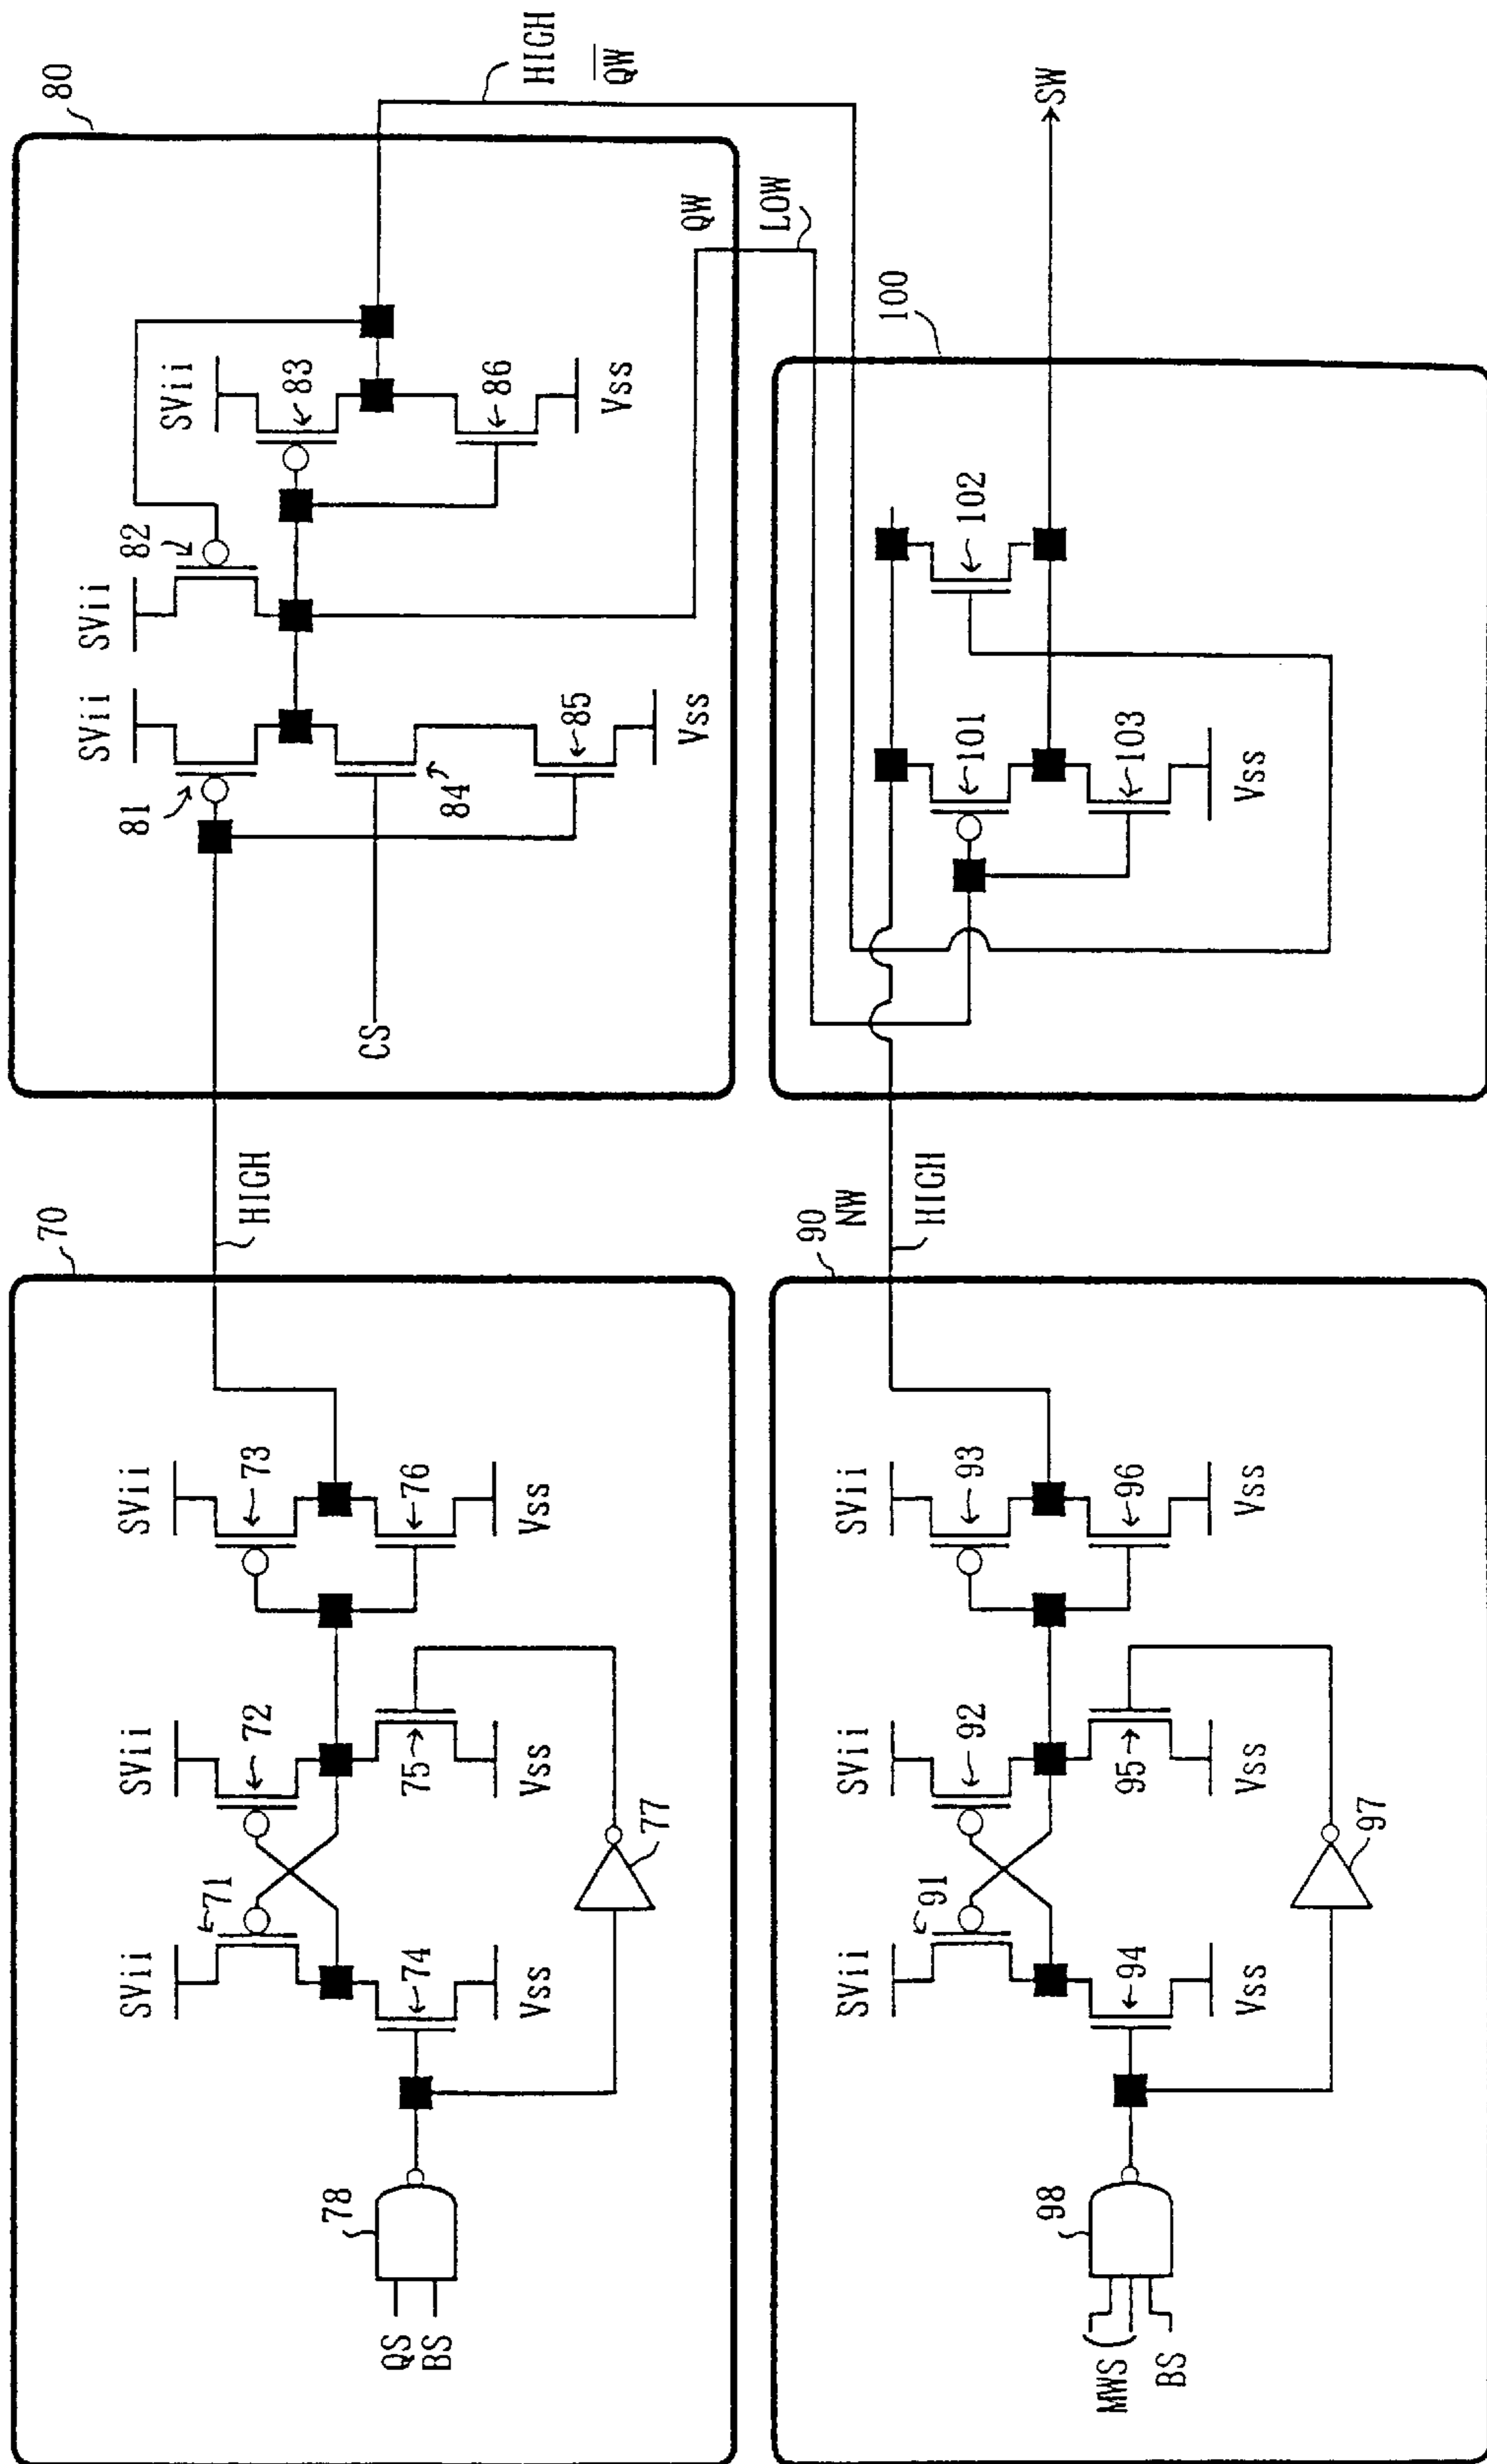 70
SVii
SVii
SVii
71
72
73
74
75
76
Vss
Vss
Vss
77
78
QS
BS
HIGH
80
SVii
SVii
SVii
81
82
83
84
85
86
Vss
Vss
CS
HIGH
Q̅W̅
QW
LOW
90
NW
HIGH
SVii
SVii
SVii
91
92
93
94
95
96
Vss
Vss
Vss
97
98
MWS
BS
100
101
102
103
Vss
SW